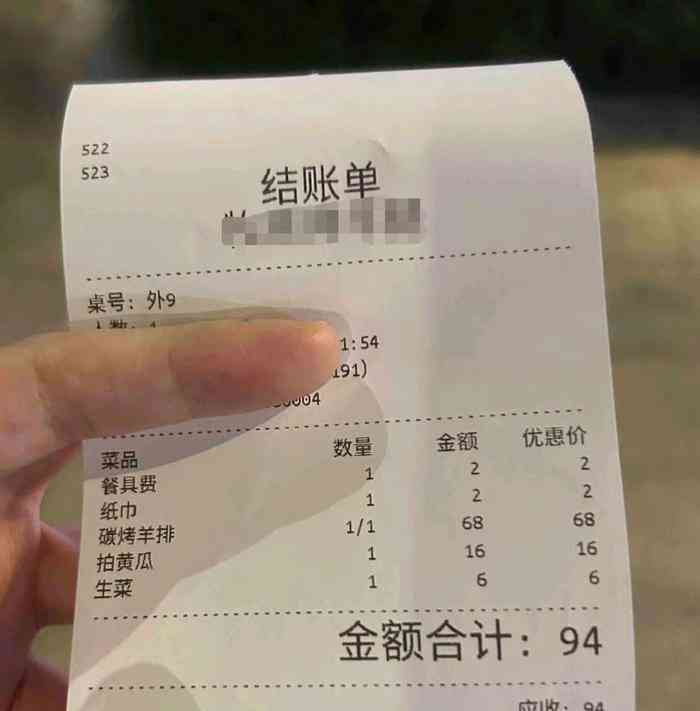 522
523
结账单
桌号: 外9
人数: 1
1:54
191)
0004
菜品 数量 金额 优惠价
餐具费 1 2 2
纸巾 1 2 2
碳烤羊排 1/1 68 68
拍黄瓜 1 16 16
生菜 1 6 6
金额合计: 94
应收: 94